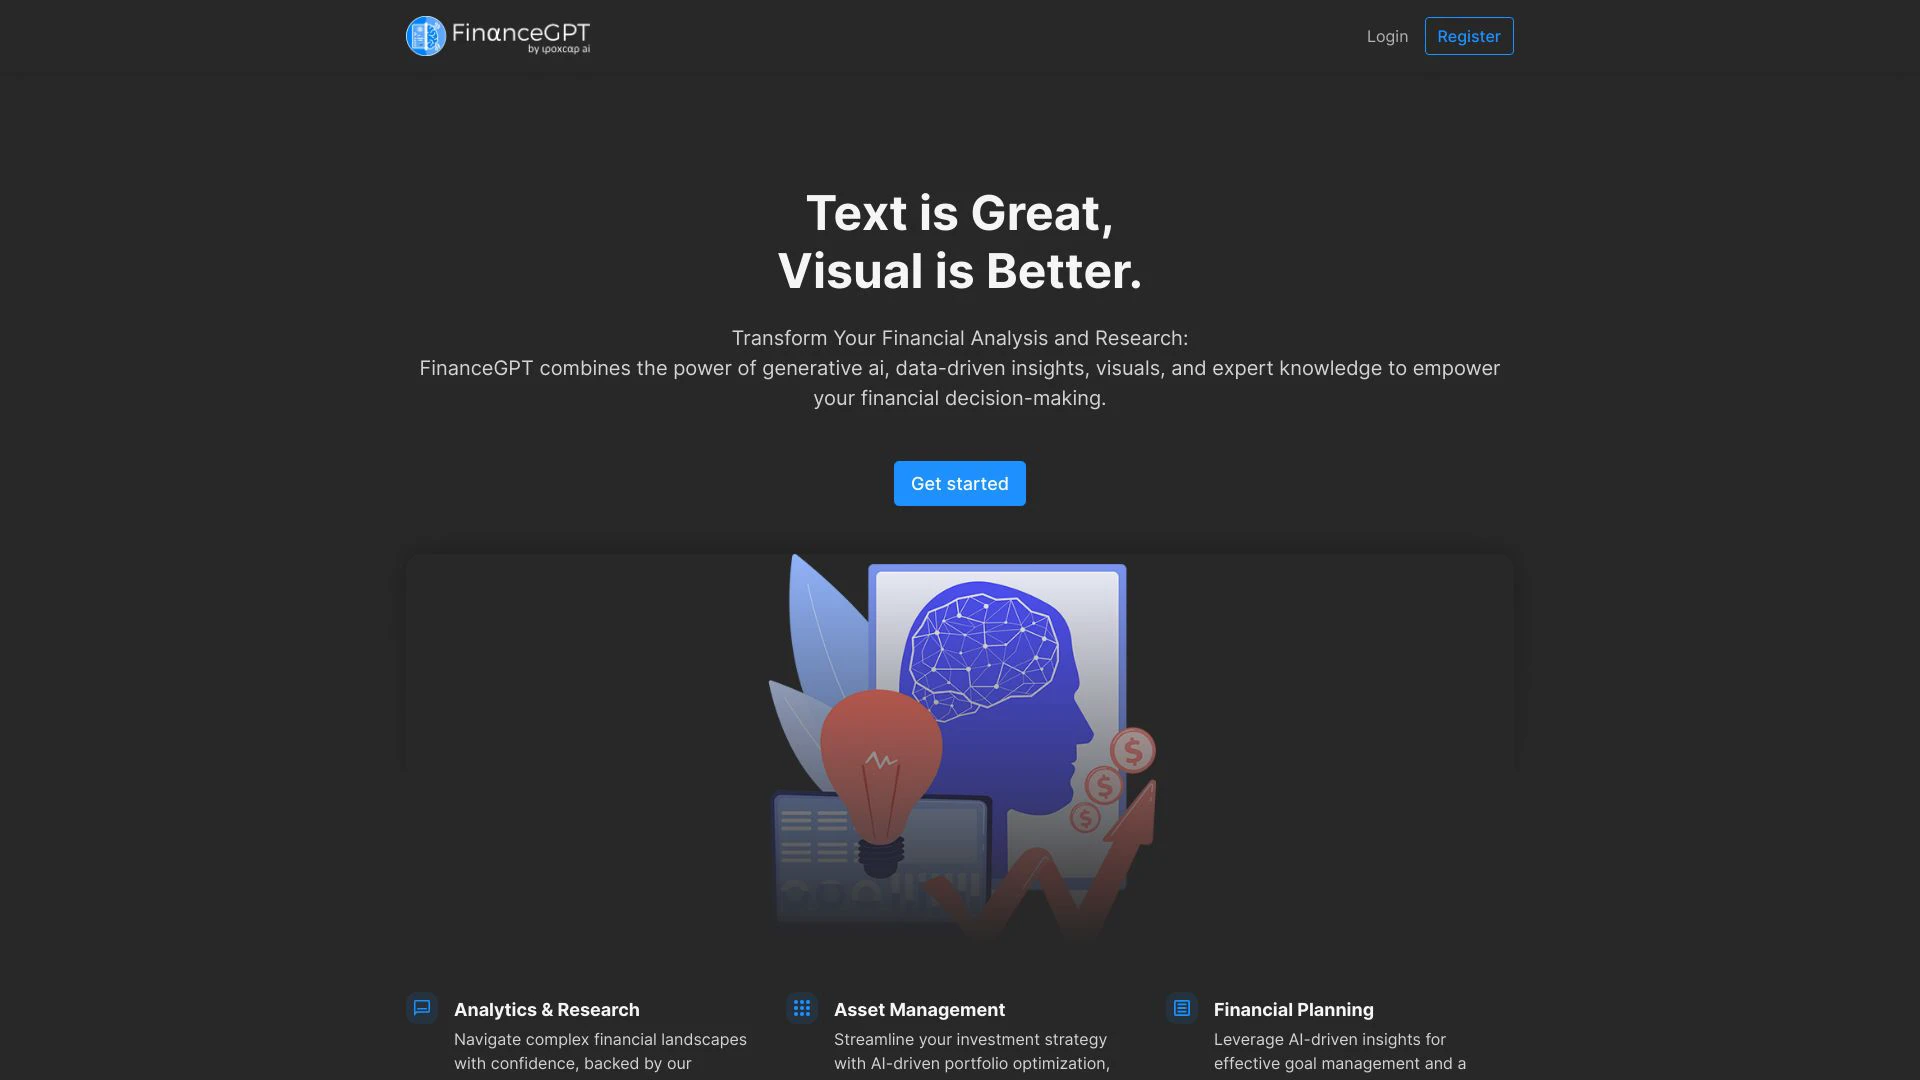 FinαnceGPT
by ιροxcαp ai
Login
Register
Text is Great,
Visual is Better.
Transform Your Financial Analysis and Research:
FinanceGPT combines the power of generative ai, data-driven insights, visuals, and expert knowledge to empower
your financial decision-making.
Get started
Analytics & Research
Navigate complex financial landscapes
with confidence, backed by our
Asset Management
Streamline your investment strategy
with AI-driven portfolio optimization,
Financial Planning
Leverage AI-driven insights for
effective goal management and a